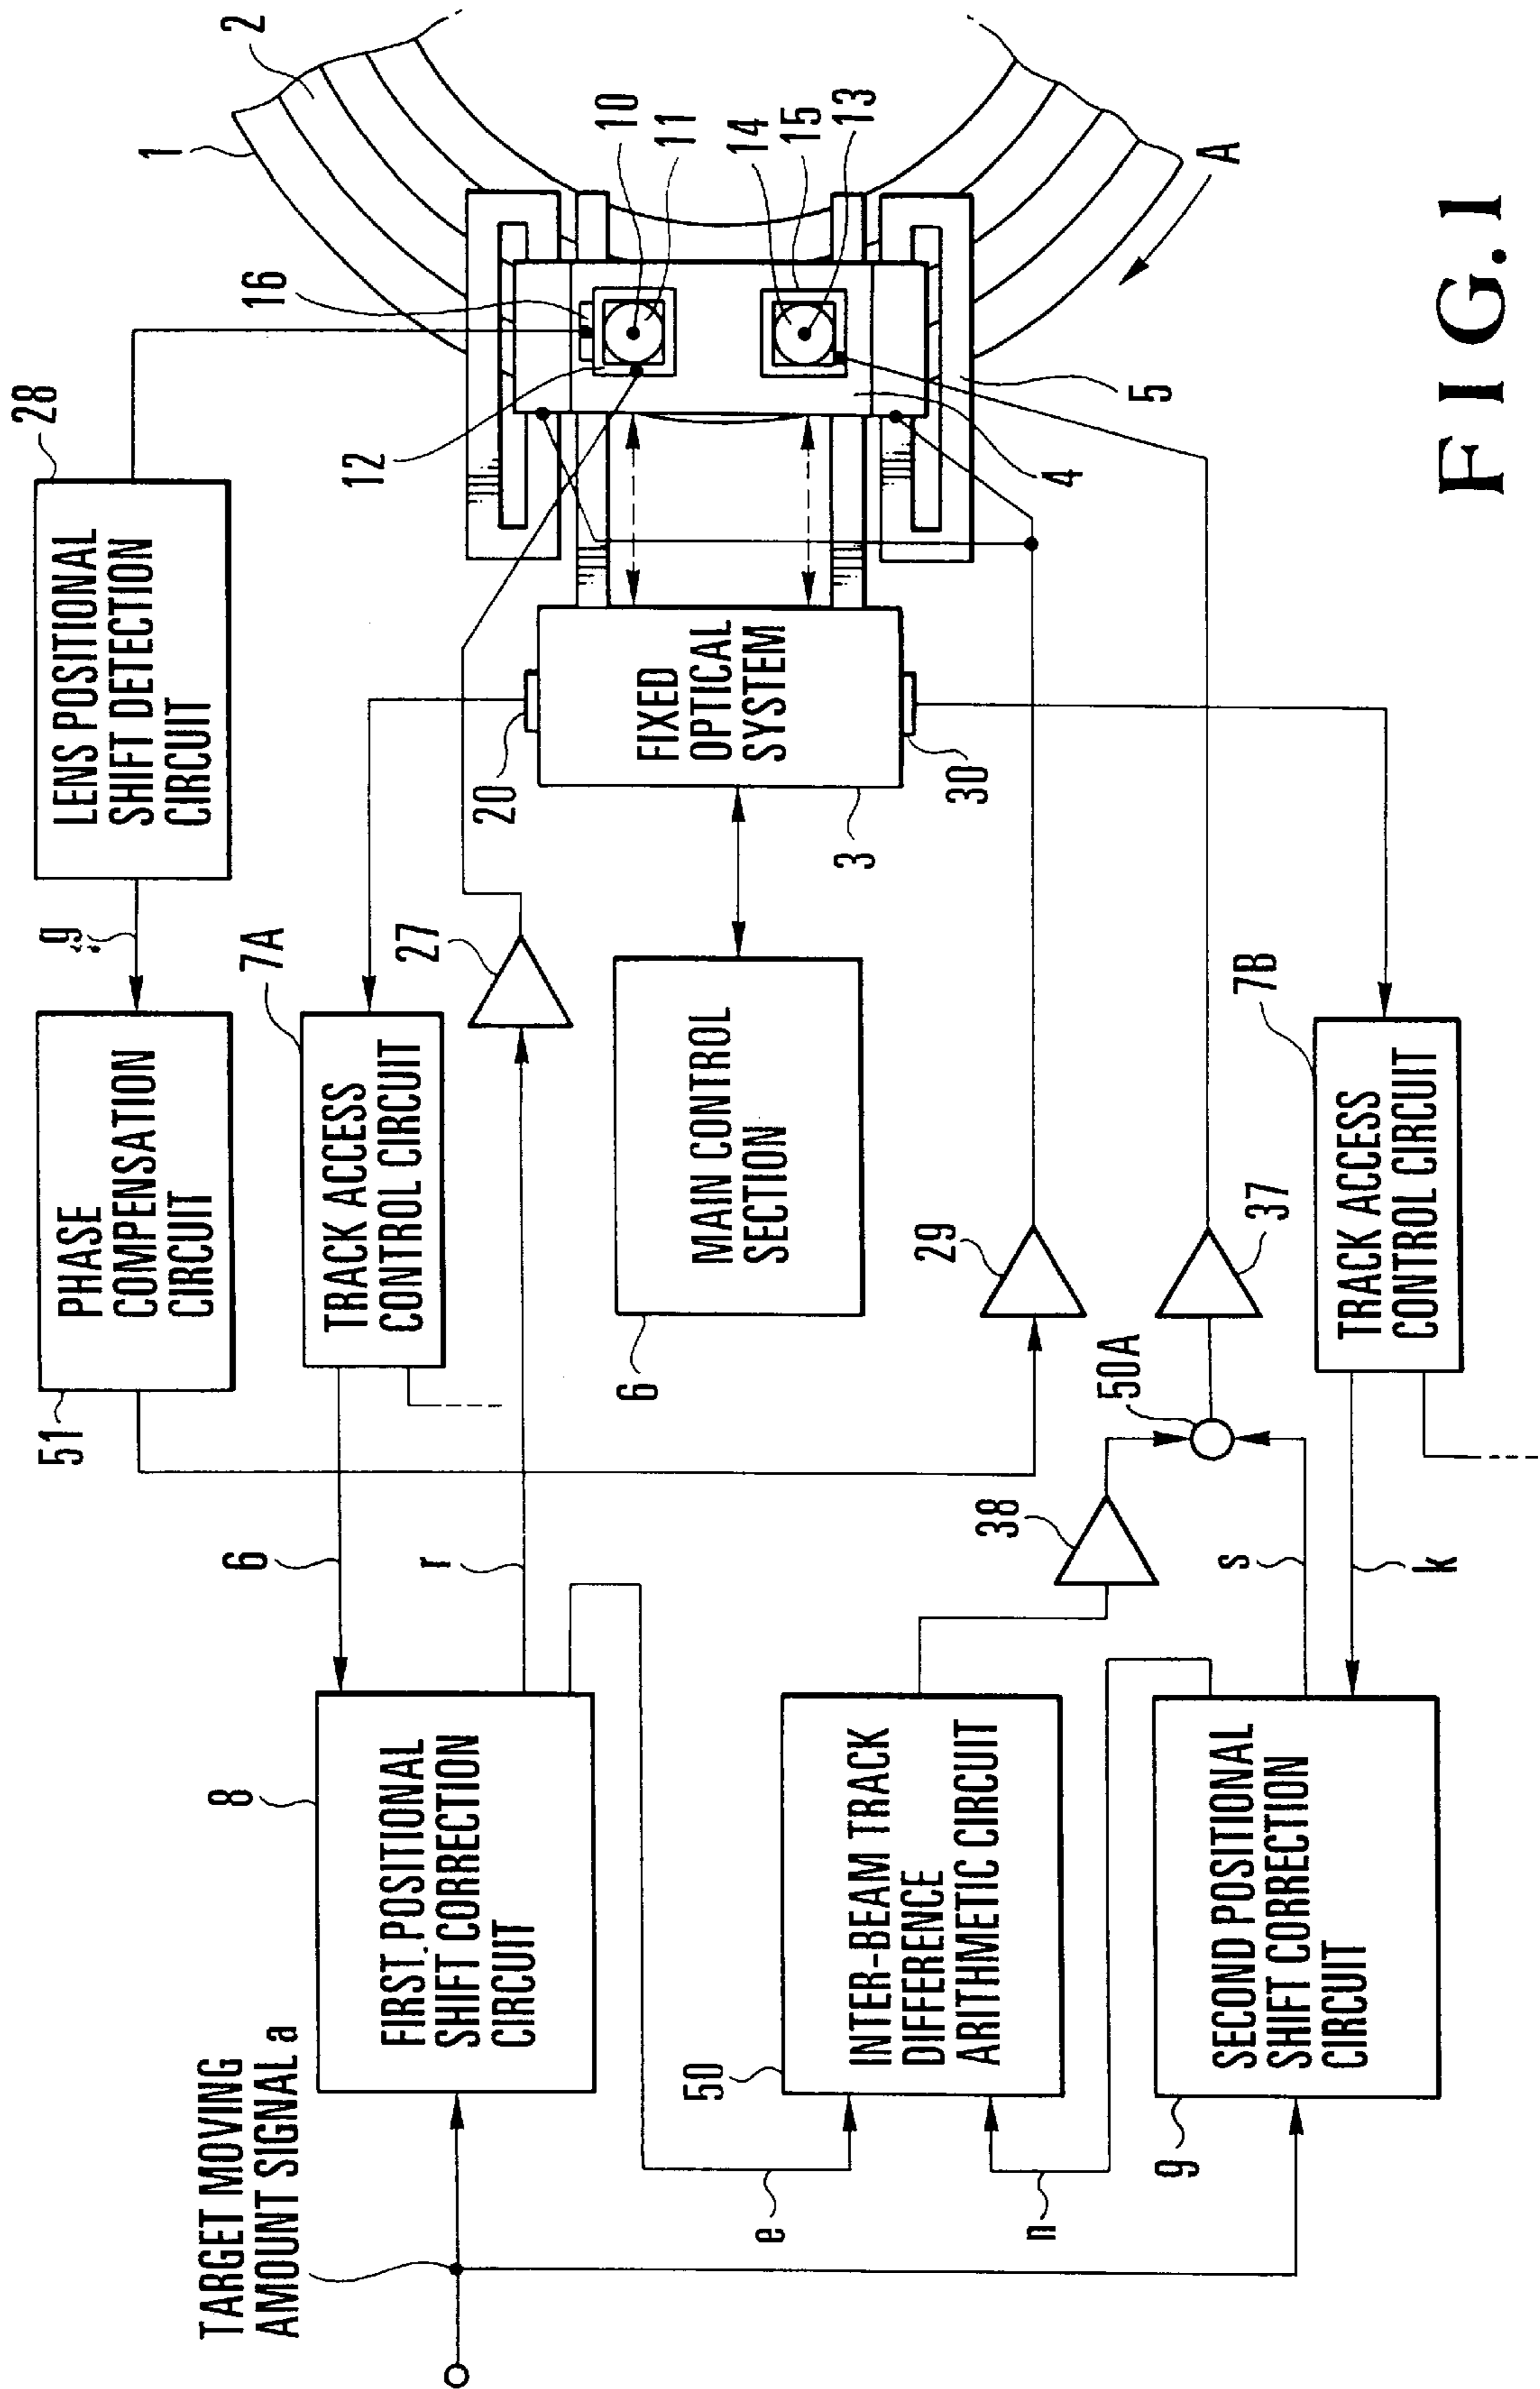 TARGET MOVING
AMOUNT SIGNAL a
8
FIRST POSITIONAL
SHIFT CORRECTION
CIRCUIT
6
r
51
PHASE
COMPENSATION
CIRCUIT
28
LENS POSITIONAL
SHIFT DETECTION
CIRCUIT
7A
TRACK ACCESS
CONTROL CIRCUIT
27
20
FIXED
OPTICAL
SYSTEM
3
30
6
MAIN CONTROL
SECTION
1
2
16
12
10
11
14
15
13
4
5
A
50
INTER-BEAM TRACK
DIFFERENCE
ARITHMETIC CIRCUIT
e
n
38
29
50A
37
9
SECOND POSITIONAL
SHIFT CORRECTION
CIRCUIT
s
k
7B
TRACK ACCESS
CONTROL CIRCUIT
FIG.1